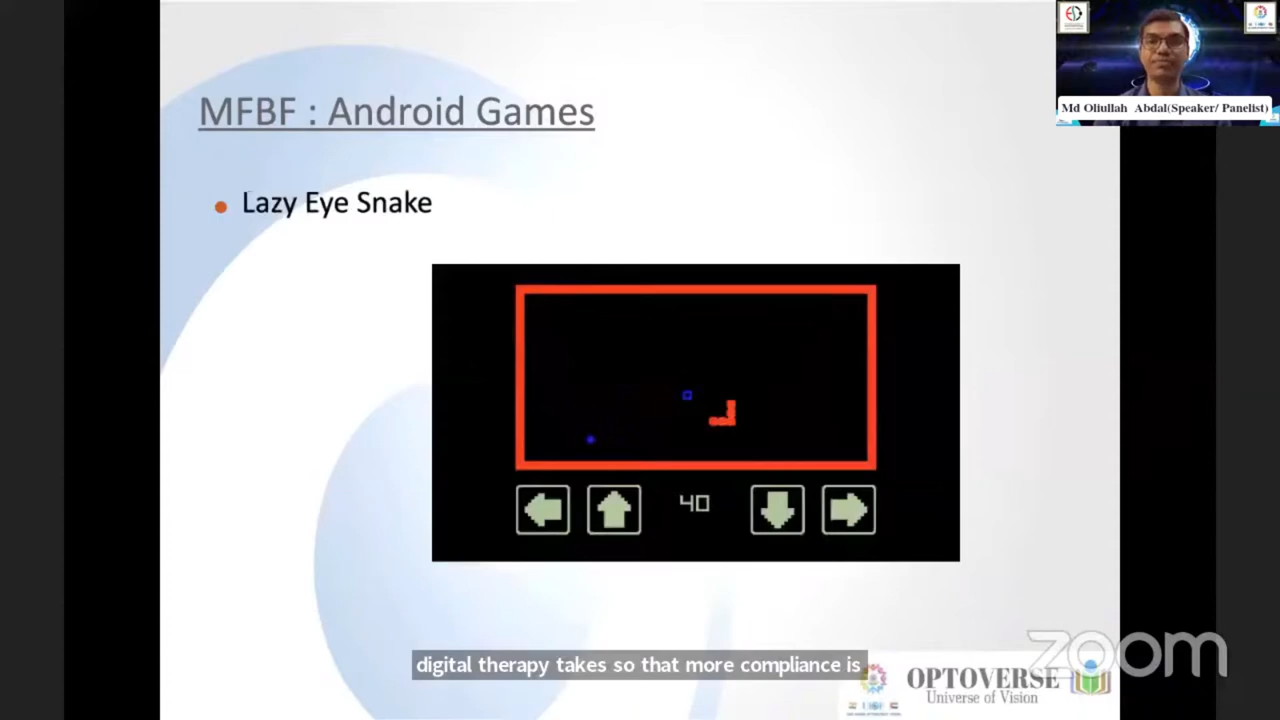 MFBF : Android Games
Md Oliullah Abdal(Speaker/ Panelist)
Lazy Eye Snake
40
digital therapy takes so that more compliance is
zoom
OPTOVERSE
Universe of Vision